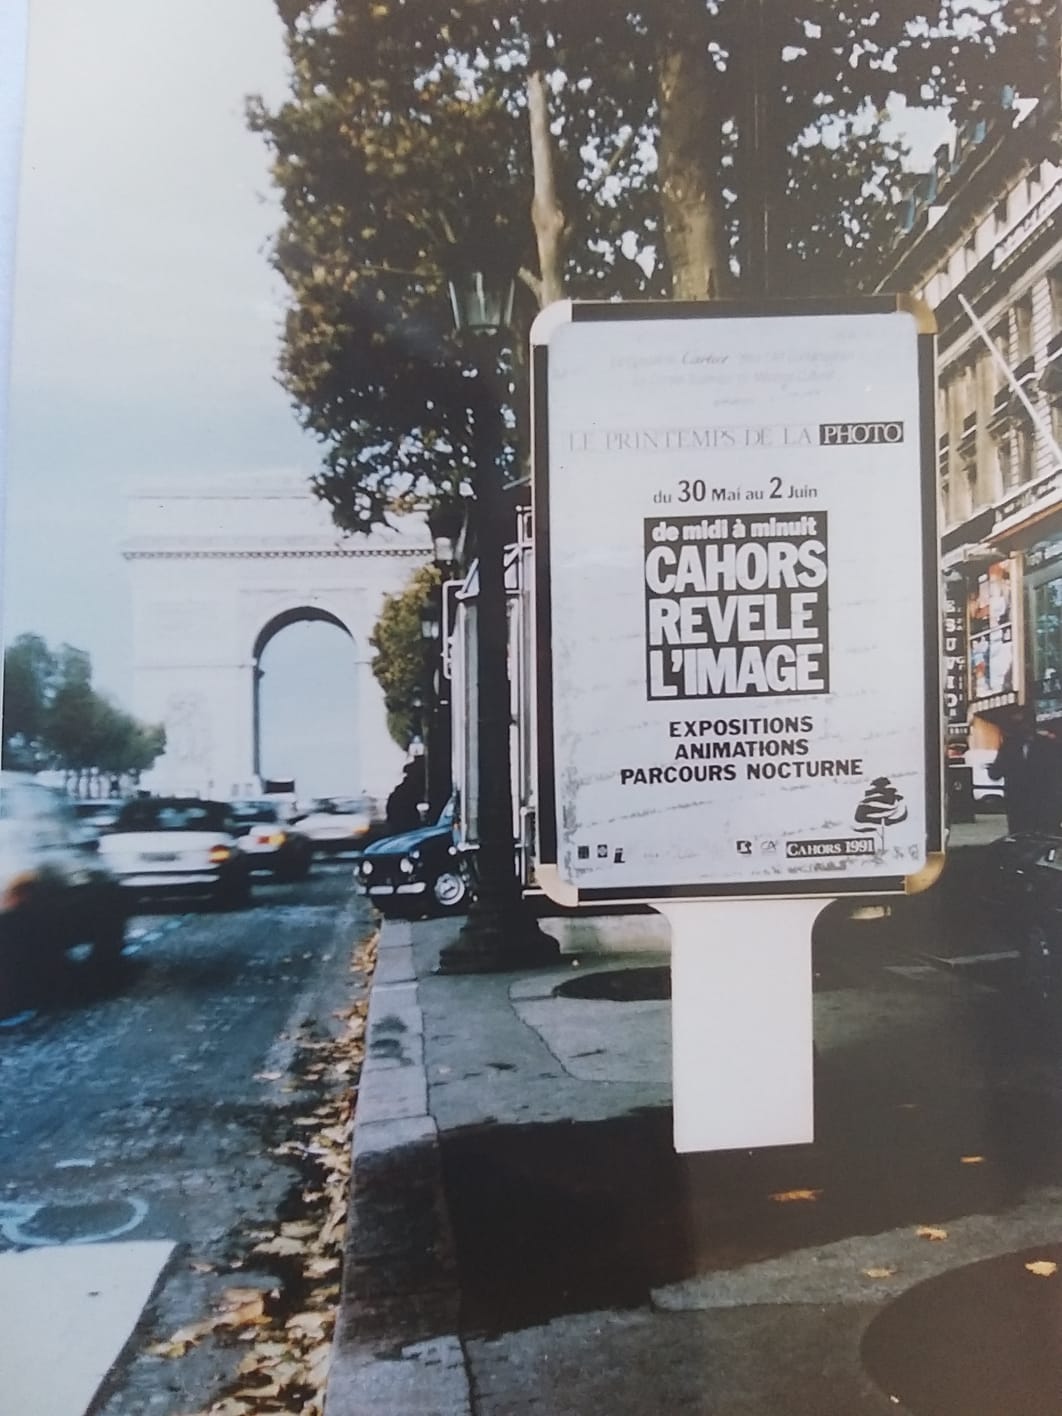 Cartier
LE PRINTEMPS DE LA PHOTO
du 30 Mai au 2 Juin
de midi à minuit
CAHORS
REVELE
L'IMAGE
EXPOSITIONS
ANIMATIONS
PARCOURS NOCTURNE
CAHORS 1991